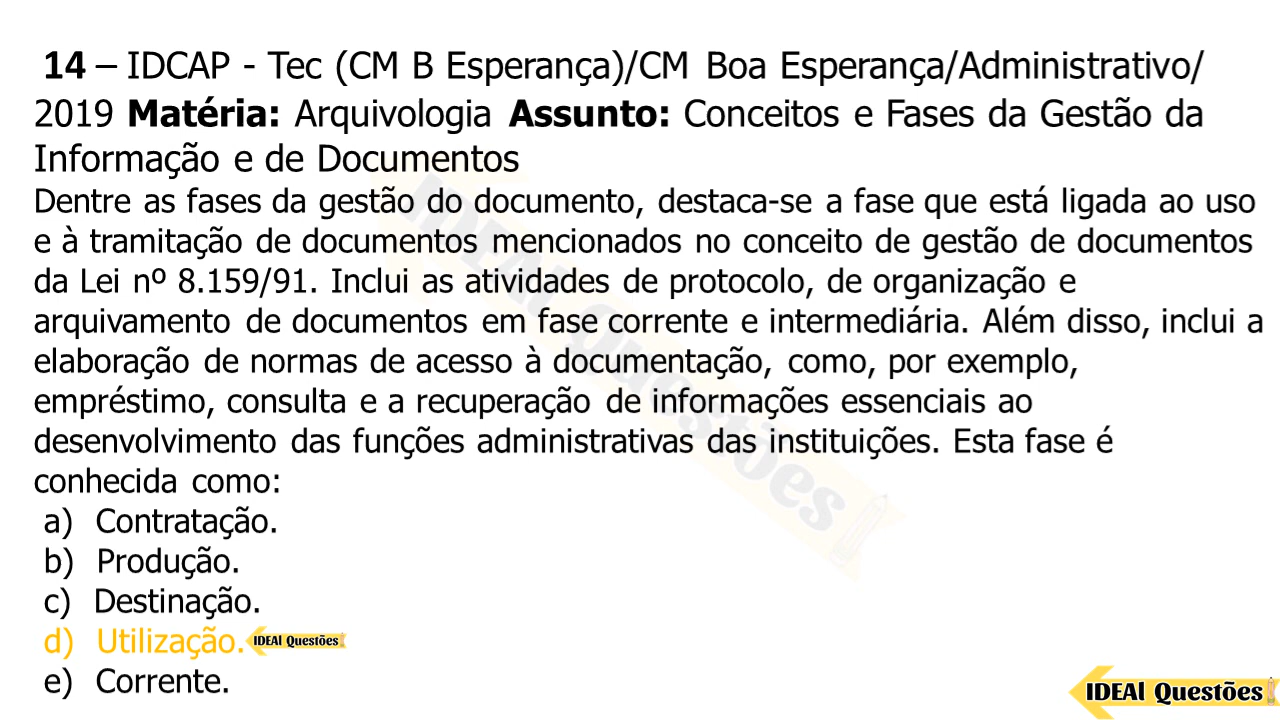 14 – IDCAP - Tec (CM B Esperança)/CM Boa Esperança/Administrativo/
2019 Matéria: Arquivologia Assunto: Conceitos e Fases da Gestão da
Informação e de Documentos
Dentre as fases da gestão do documento, destaca-se a fase que está ligada ao uso
e à tramitação de documentos mencionados no conceito de gestão de documentos
da Lei nº 8.159/91. Inclui as atividades de protocolo, de organização e
arquivamento de documentos em fase corrente e intermediária. Além disso, inclui a
elaboração de normas de acesso à documentação, como, por exemplo,
empréstimo, consulta e a recuperação de informações essenciais ao
desenvolvimento das funções administrativas das instituições. Esta fase é
conhecida como:
a) Contratação.
b) Produção.
c) Destinação.
d) Utilização. IDEAl Questões
e) Corrente.
IDEAl Questões
IDEAl Questões